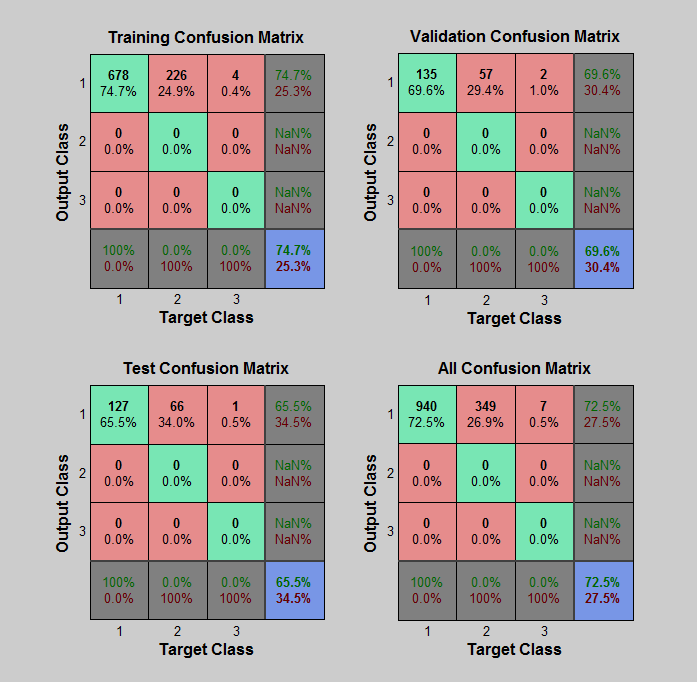 Training Confusion Matrix
1 678 226 4 74.7%
74.7% 24.9% 0.4% 25.3%
2 0 0 0 NaN%
0.0% 0.0% 0.0% NaN%
3 0 0 0 NaN%
0.0% 0.0% 0.0% NaN%
100% 0.0% 0.0% 74.7%
0.0% 100% 100% 25.3%
1 2 3
Output Class
Target Class
Validation Confusion Matrix
1 135 57 2 69.6%
69.6% 29.4% 1.0% 30.4%
2 0 0 0 NaN%
0.0% 0.0% 0.0% NaN%
3 0 0 0 NaN%
0.0% 0.0% 0.0% NaN%
100% 0.0% 0.0% 69.6%
0.0% 100% 100% 30.4%
1 2 3
Output Class
Target Class
Test Confusion Matrix
1 127 66 1 65.5%
65.5% 34.0% 0.5% 34.5%
2 0 0 0 NaN%
0.0% 0.0% 0.0% NaN%
3 0 0 0 NaN%
0.0% 0.0% 0.0% NaN%
100% 0.0% 0.0% 65.5%
0.0% 100% 100% 34.5%
1 2 3
Output Class
Target Class
All Confusion Matrix
1 940 349 7 72.5%
72.5% 26.9% 0.5% 27.5%
2 0 0 0 NaN%
0.0% 0.0% 0.0% NaN%
3 0 0 0 NaN%
0.0% 0.0% 0.0% NaN%
100% 0.0% 0.0% 72.5%
0.0% 100% 100% 27.5%
1 2 3
Output Class
Target Class